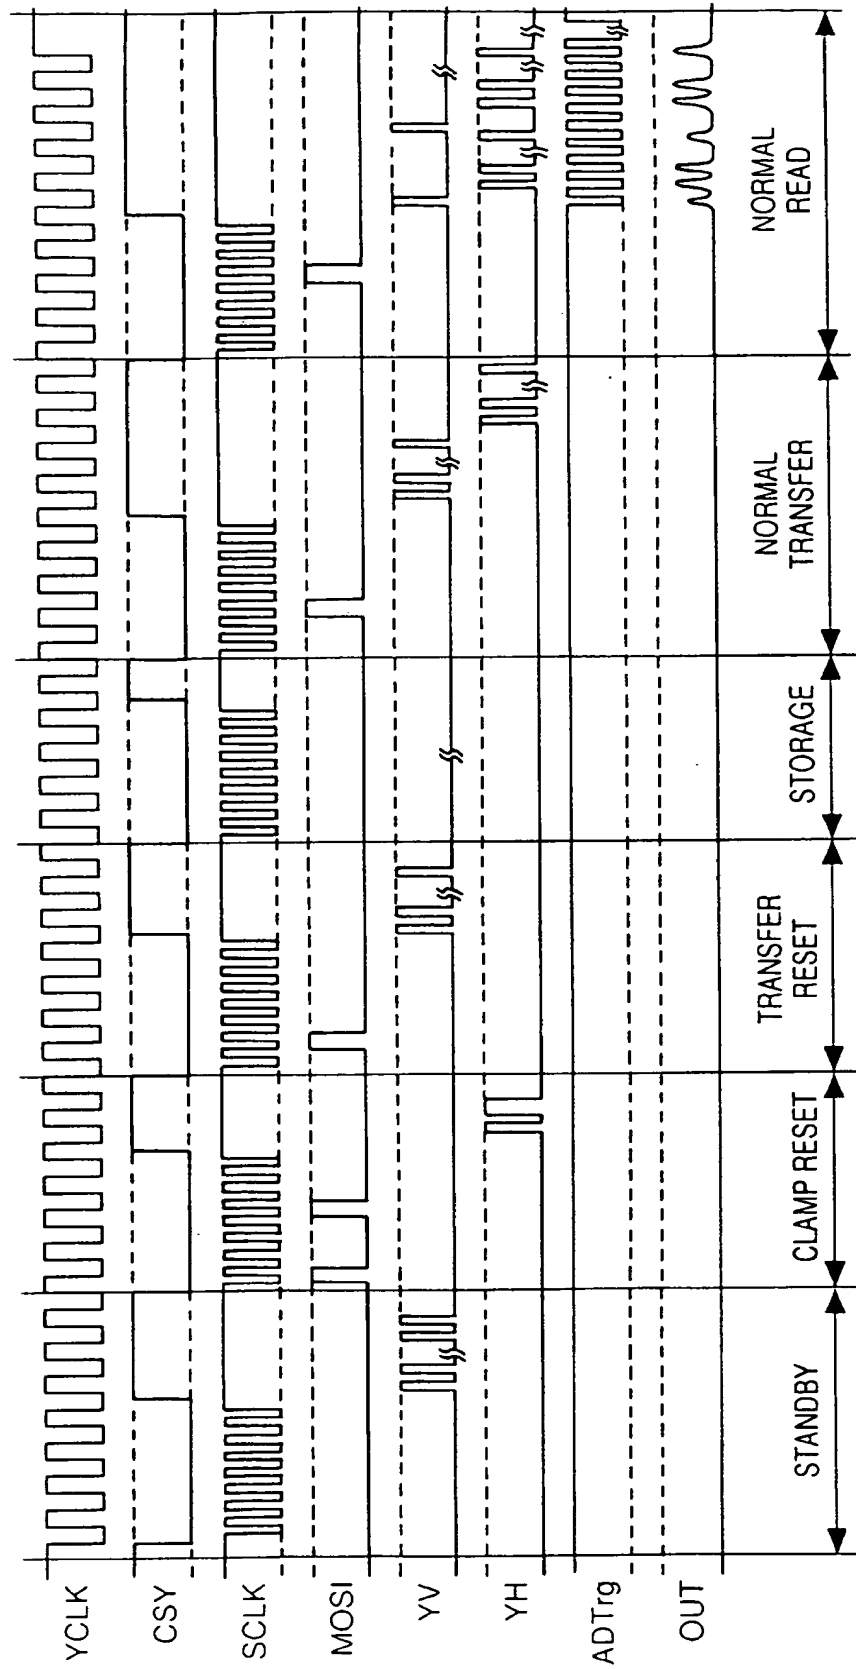 YCLK
CSY
SCLK
MOSI
YV
YH
ADTrg
OUT
STANDBY
CLAMP RESET
TRANSFER
RESET
STORAGE
NORMAL
TRANSFER
NORMAL
READ